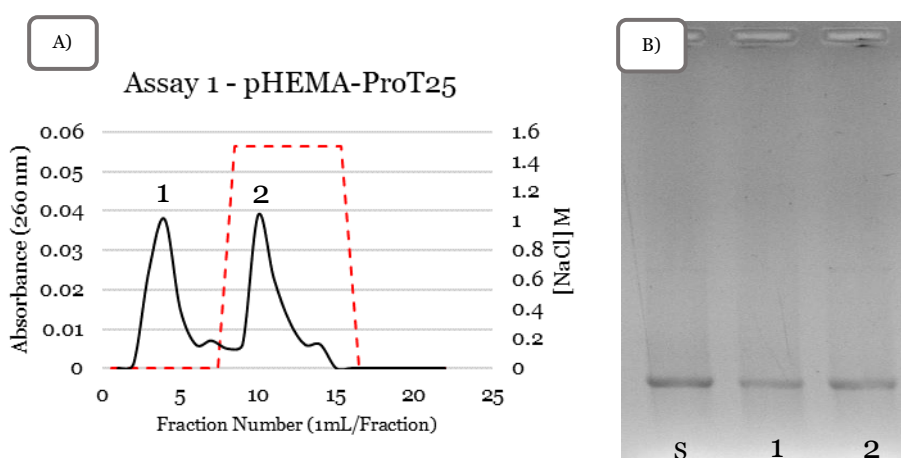 A)
Assay 1 - pHEMA-ProT25
0.06
0.05
0.04
0.03
0.02
0.01
0
Absorbance (260 nm)
1
2
1.6
1.4
1.2
1
0.8
0.6
0.4
0.2
0
[NaCl] M
0 5 10 15 20 25
Fraction Number (1mL/Fraction)
B)
S 1 2